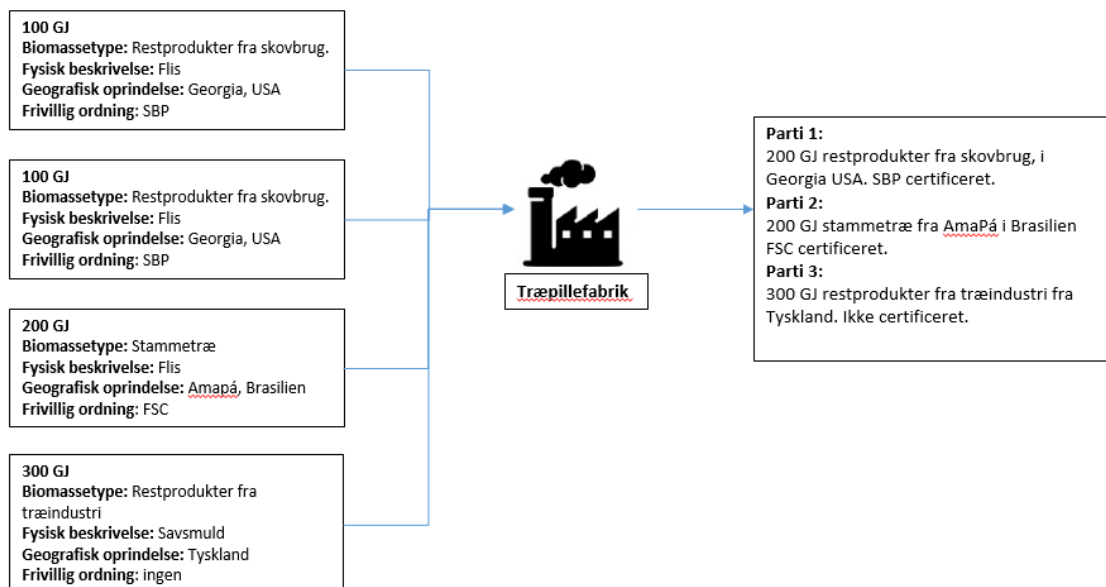 100 GJ
Biomassetype: Restprodukter fra skovbrug.
Fysisk beskrivelse: Flis
Geografisk oprindelse: Georgia, USA
Frivillig ordning: SBP
100 GJ
Biomassetype: Restprodukter fra skovbrug.
Fysisk beskrivelse: Flis
Geografisk oprindelse: Georgia, USA
Frivillig ordning: SBP
200 GJ
Biomassetype: Stammetræ
Fysisk beskrivelse: Flis
Geografisk oprindelse: Amapá, Brasilien
Frivillig ordning: FSC
300 GJ
Biomassetype: Restprodukter fra
træindustri
Fysisk beskrivelse: Savsmuld
Geografisk oprindelse: Tyskland
Frivillig ordning: ingen
Træpillefabrik
Parti 1:
200 GJ restprodukter fra skovbrug, i
Georgia USA. SBP certificeret.
Parti 2:
200 GJ stammetræ fra AmaPá i Brasilien
FSC certificeret.
Parti 3:
300 GJ restprodukter fra træindustri fra
Tyskland. Ikke certificeret.